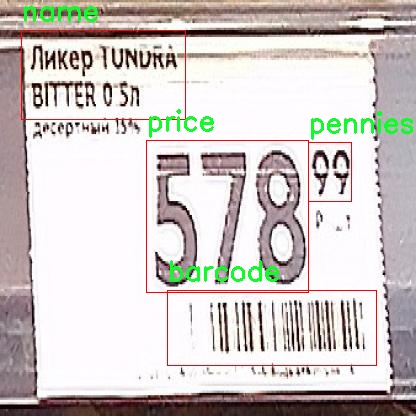 name
Ликер TUNDRA
BITTER 0.5л
десертный 15%
price
pennies
578 99
barcode